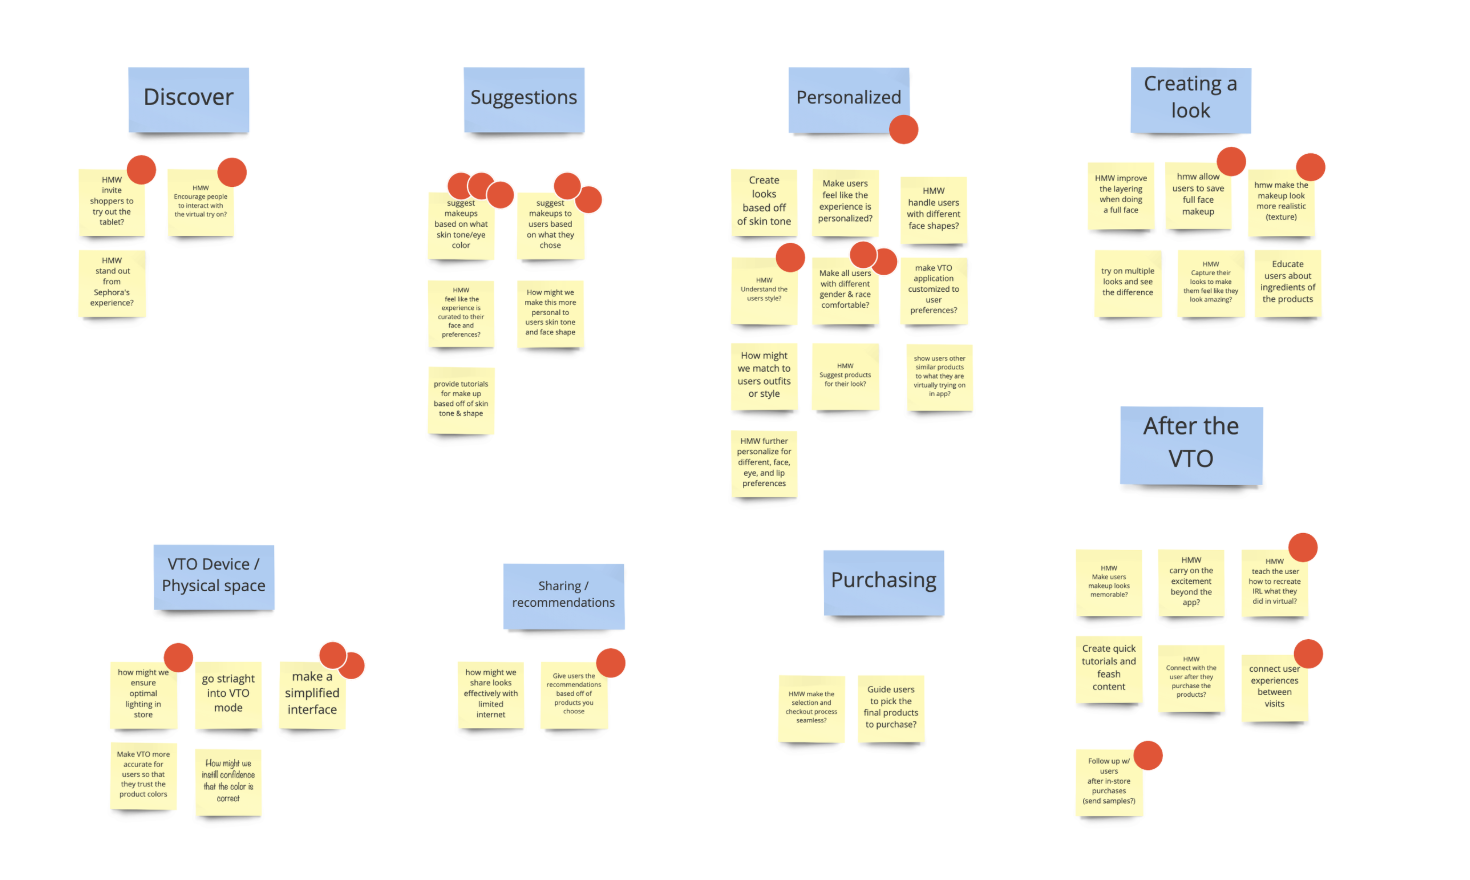 Discover
HMW
invite
shoppers to
try out the
tablet?
HMW
Encourage people
to interact with
the virtual try on?
HMW
stand out
from
Sephora's
experience?
Suggestions
suggest
makeups
based on what
skin tone/eye
color
suggest
makeups to
users based
on what they
chose
HMW
feel like the
experience is
curated to their
face and
preferences?
How might we
make this more
personal to
users skin tone
and face shape
provide tutorials
for make up
based off of skin
tone & shape
Personalized
Create
looks
based off
of skin tone
Make users
feel like the
experience is
personalized?
HMW
handle users
with different
face shapes?
HMW
Understand the
users style?
Make all users
with different
gender & race
comfortable?
make VTO
application
customized to
user
preferences?
How might
we match to
users outfits
or style
HMW
Suggest products
for their look?
show users other
similar products
to what they are
virtually trying on
in app?
HMW further
personalize for
different, face,
eye, and lip
preferences
Creating a
look
HMW improve
the layering
when doing
a full face
hmw allow
users to save
full face
makeup
hmw make the
makeup look
more realistic
(texture)
try on multiple
looks and see
the difference
HMW
Capture their
looks to make
them feel like they
look amazing?
Educate
users about
ingredients of
the products
After the
VTO
HMW
Make users
makeup looks
memorable?
HMW
carry on the
excitement
beyond the
app?
HMW
teach the user
how to recreate
IRL what they
did in virtual?
Create quick
tutorials and
feash
content
HMW
Connect with the
user after they
purchase the
products?
connect user
experiences
between
visits
Follow up w/
users
after in-store
purchases
(send samples?)
VTO Device /
Physical space
how might we
ensure
optimal
lighting in
store
go striaght
into VTO
mode
make a
simplified
interface
Make VTO more
accurate for
users so that
they trust the
product colors
How might we
instill confidence
that the color is
correct
Sharing /
recommendations
how might we
share looks
effectively with
limited
internet
Give users the
recommendations
based off of
products you
choose
Purchasing
HMW make the
selection and
checkout process
seamless?
Guide users
to pick the
final products
to purchase?